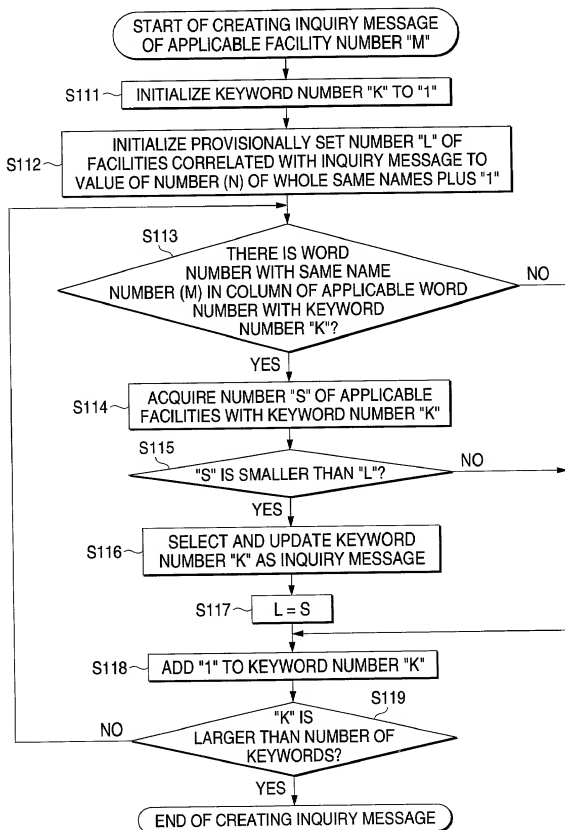 START OF CREATING INQUIRY MESSAGE
OF APPLICABLE FACILITY NUMBER "M"
S111
INITIALIZE KEYWORD NUMBER "K" TO "1"
S112
INITIALIZE PROVISIONALLY SET NUMBER "L" OF
FACILITIES CORRELATED WITH INQUIRY MESSAGE TO
VALUE OF NUMBER (N) OF WHOLE SAME NAMES PLUS "1"
S113
THERE IS WORD
NUMBER WITH SAME NAME
NUMBER (M) IN COLUMN OF APPLICABLE WORD
NUMBER WITH KEYWORD
NUMBER "K"?
NO
YES
S114
ACQUIRE NUMBER "S" OF APPLICABLE
FACILITIES WITH KEYWORD NUMBER "K"
S115
"S" IS SMALLER THAN "L"?
NO
YES
S116
SELECT AND UPDATE KEYWORD
NUMBER "K" AS INQUIRY MESSAGE
S117
L = S
S118
ADD "1" TO KEYWORD NUMBER "K"
S119
"K" IS
LARGER THAN NUMBER OF
KEYWORDS?
NO
YES
END OF CREATING INQUIRY MESSAGE